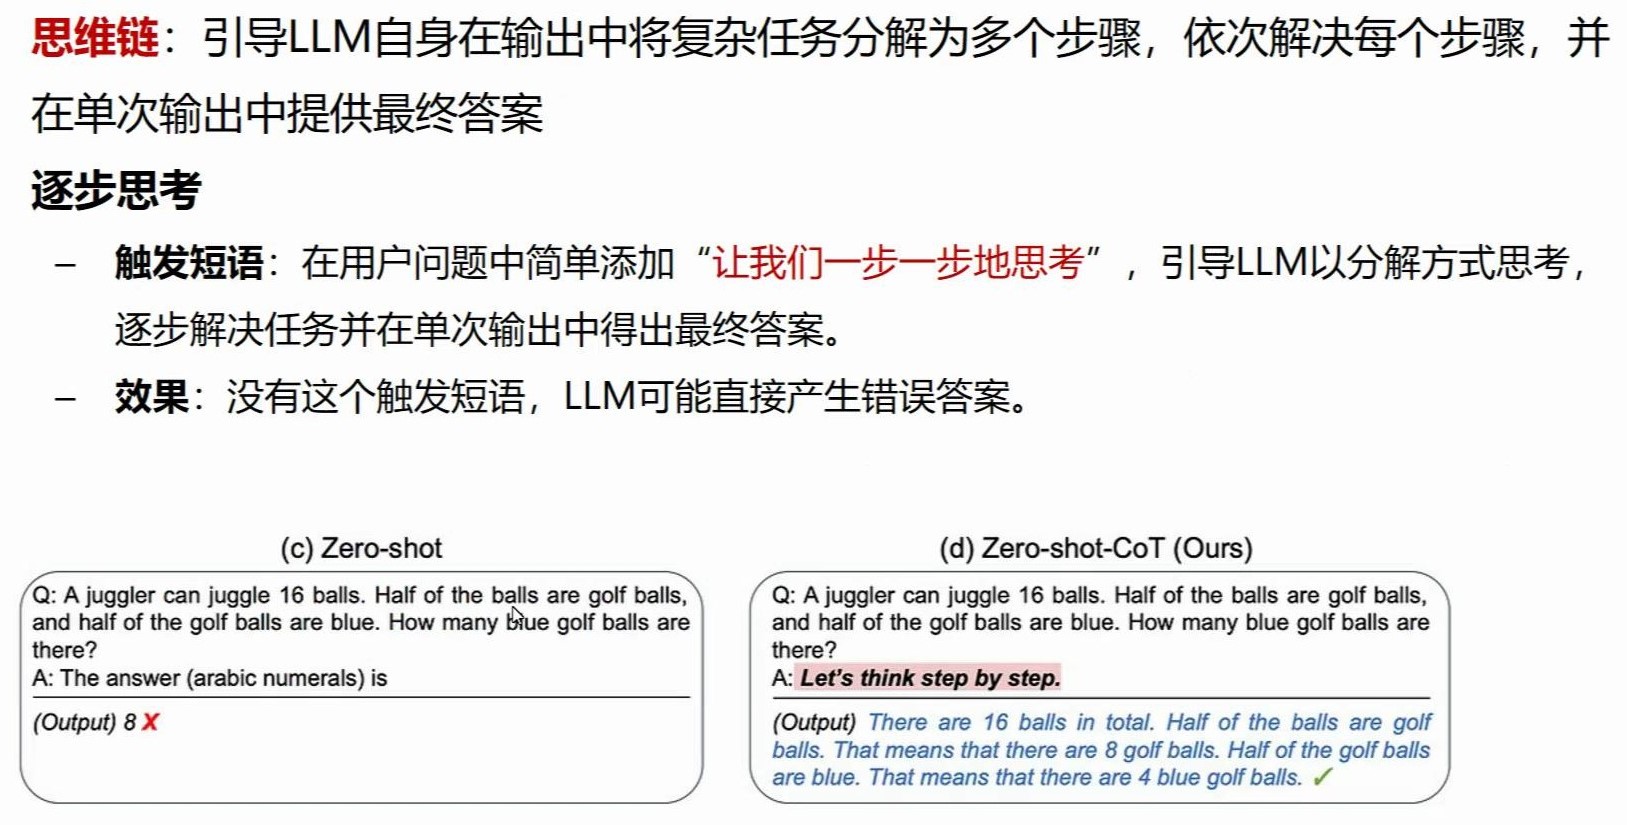 思维链：引导LLM自身在输出中将复杂任务分解为多个步骤，依次解决每个步骤，并
在单次输出中提供最终答案
逐步思考
– 触发短语：在用户问题中简单添加“让我们一步一步地思考”，引导LLM以分解方式思考，
逐步解决任务并在单次输出中得出最终答案。
– 效果：没有这个触发短语，LLM可能直接产生错误答案。
(c) Zero-shot
Q: A juggler can juggle 16 balls. Half of the balls are golf balls,
and half of the golf balls are blue. How many blue golf balls are
there?
A: The answer (arabic numerals) is
(Output) 8 X
(d) Zero-shot-CoT (Ours)
Q: A juggler can juggle 16 balls. Half of the balls are golf balls,
and half of the golf balls are blue. How many blue golf balls are
there?
A: Let's think step by step.
(Output) There are 16 balls in total. Half of the balls are golf
balls. That means that there are 8 golf balls. Half of the golf balls
are blue. That means that there are 4 blue golf balls. ✓